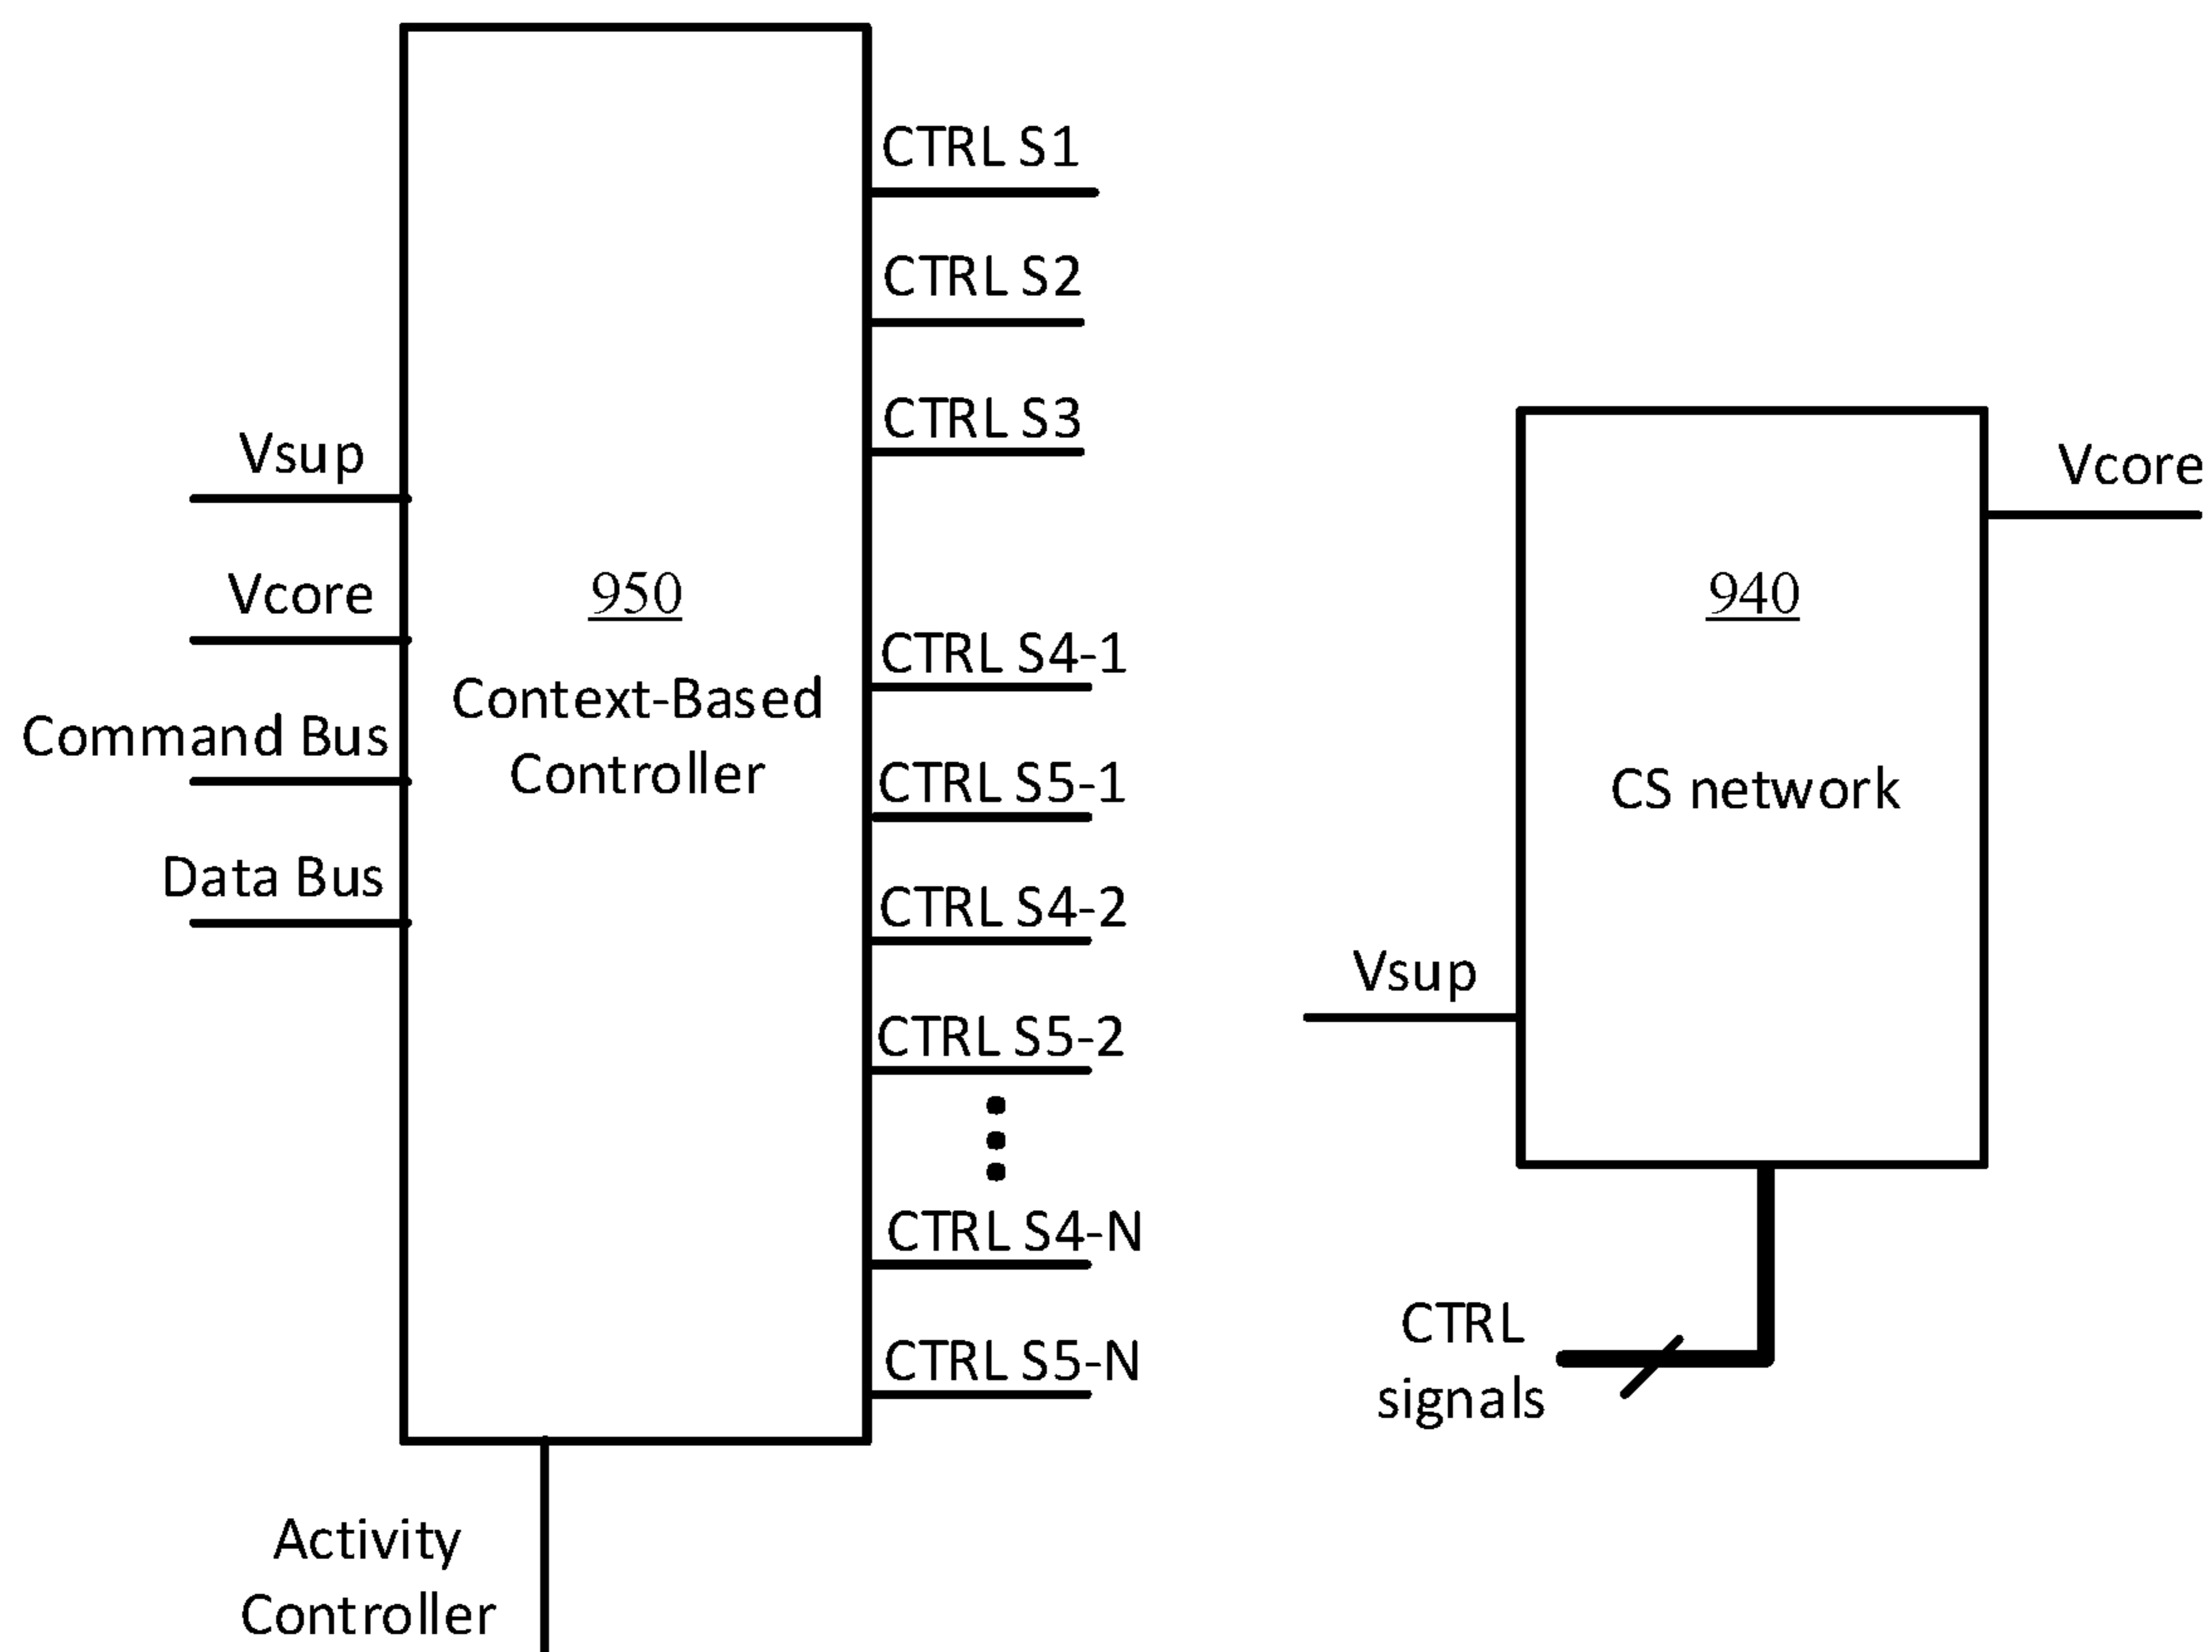 Vsup
Vcore
Command Bus
Data Bus
950
Context-Based
Controller
CTRL S1
CTRL S2
CTRL S3
CTRL S4-1
CTRL S5-1
CTRL S4-2
CTRL S5-2
CTRL S4-N
CTRL S5-N
Activity
Controller
Vcore
940
CS network
Vsup
CTRL
signals